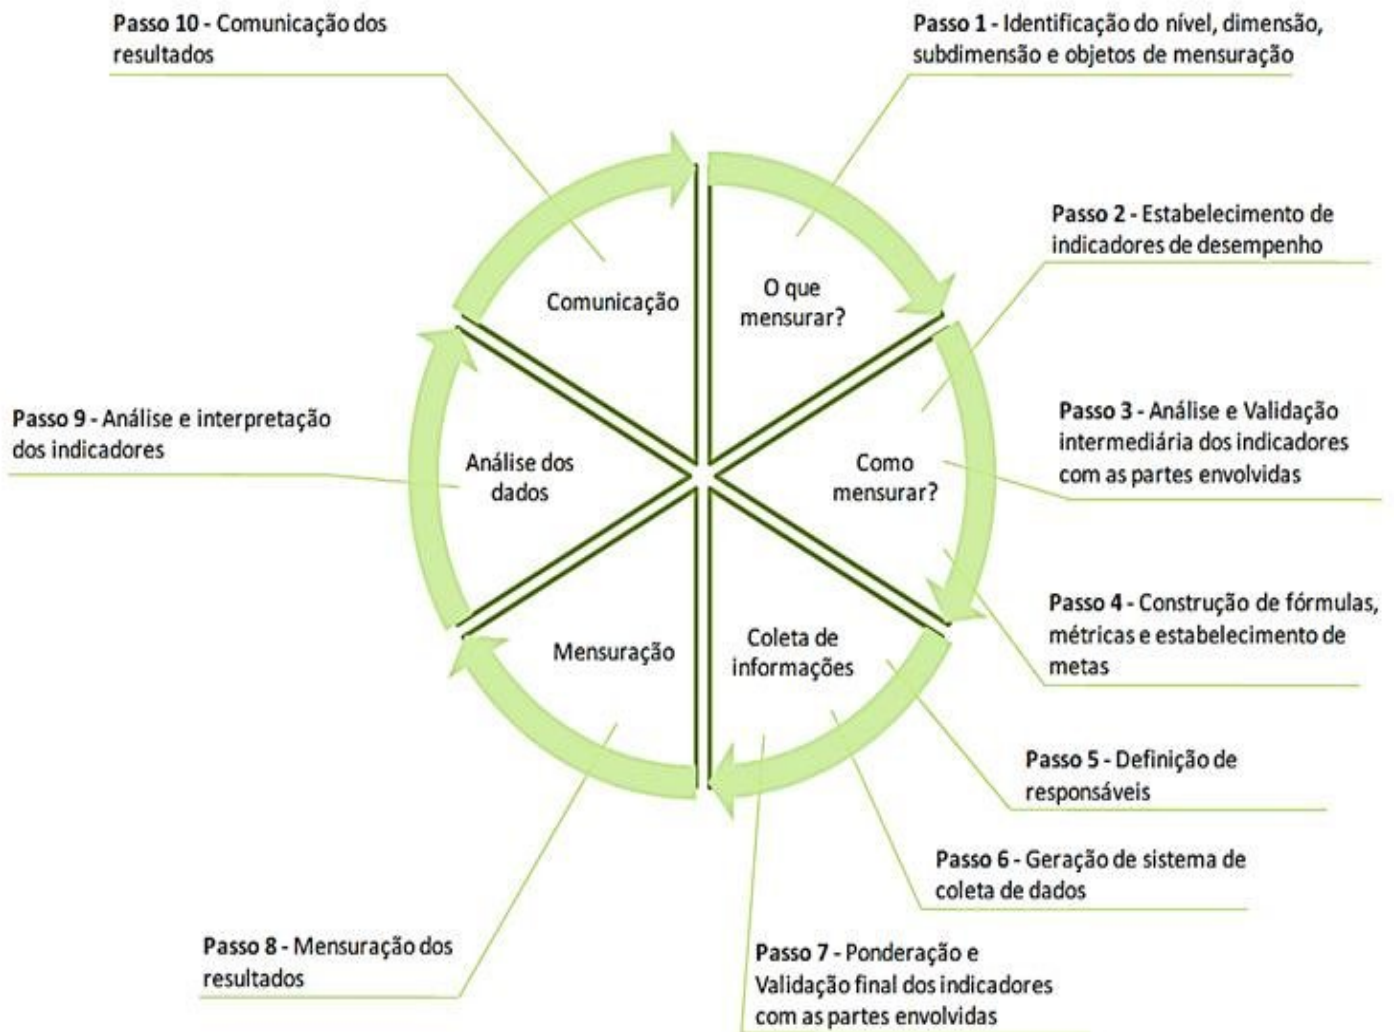 Passo 10 - Comunicação dos
resultados
Passo 1 - Identificação do nível, dimensão,
subdimensão e objetos de mensuração
Passo 2 - Estabelecimento de
indicadores de desempenho
Comunicação
O que
mensurar?
Passo 3 - Análise e Validação
intermediária dos indicadores
com as partes envolvidas
Passo 9 - Análise e interpretação
dos indicadores
Análise dos
dados
Como
mensurar?
Passo 4 - Construção de fórmulas,
métricas e estabelecimento de
metas
Mensuração
Coleta de
informações
Passo 5 - Definição de
responsáveis
Passo 6 - Geração de sistema de
coleta de dados
Passo 8 - Mensuração dos
resultados
Passo 7 - Ponderação e
Validação final dos indicadores
com as partes envolvidas